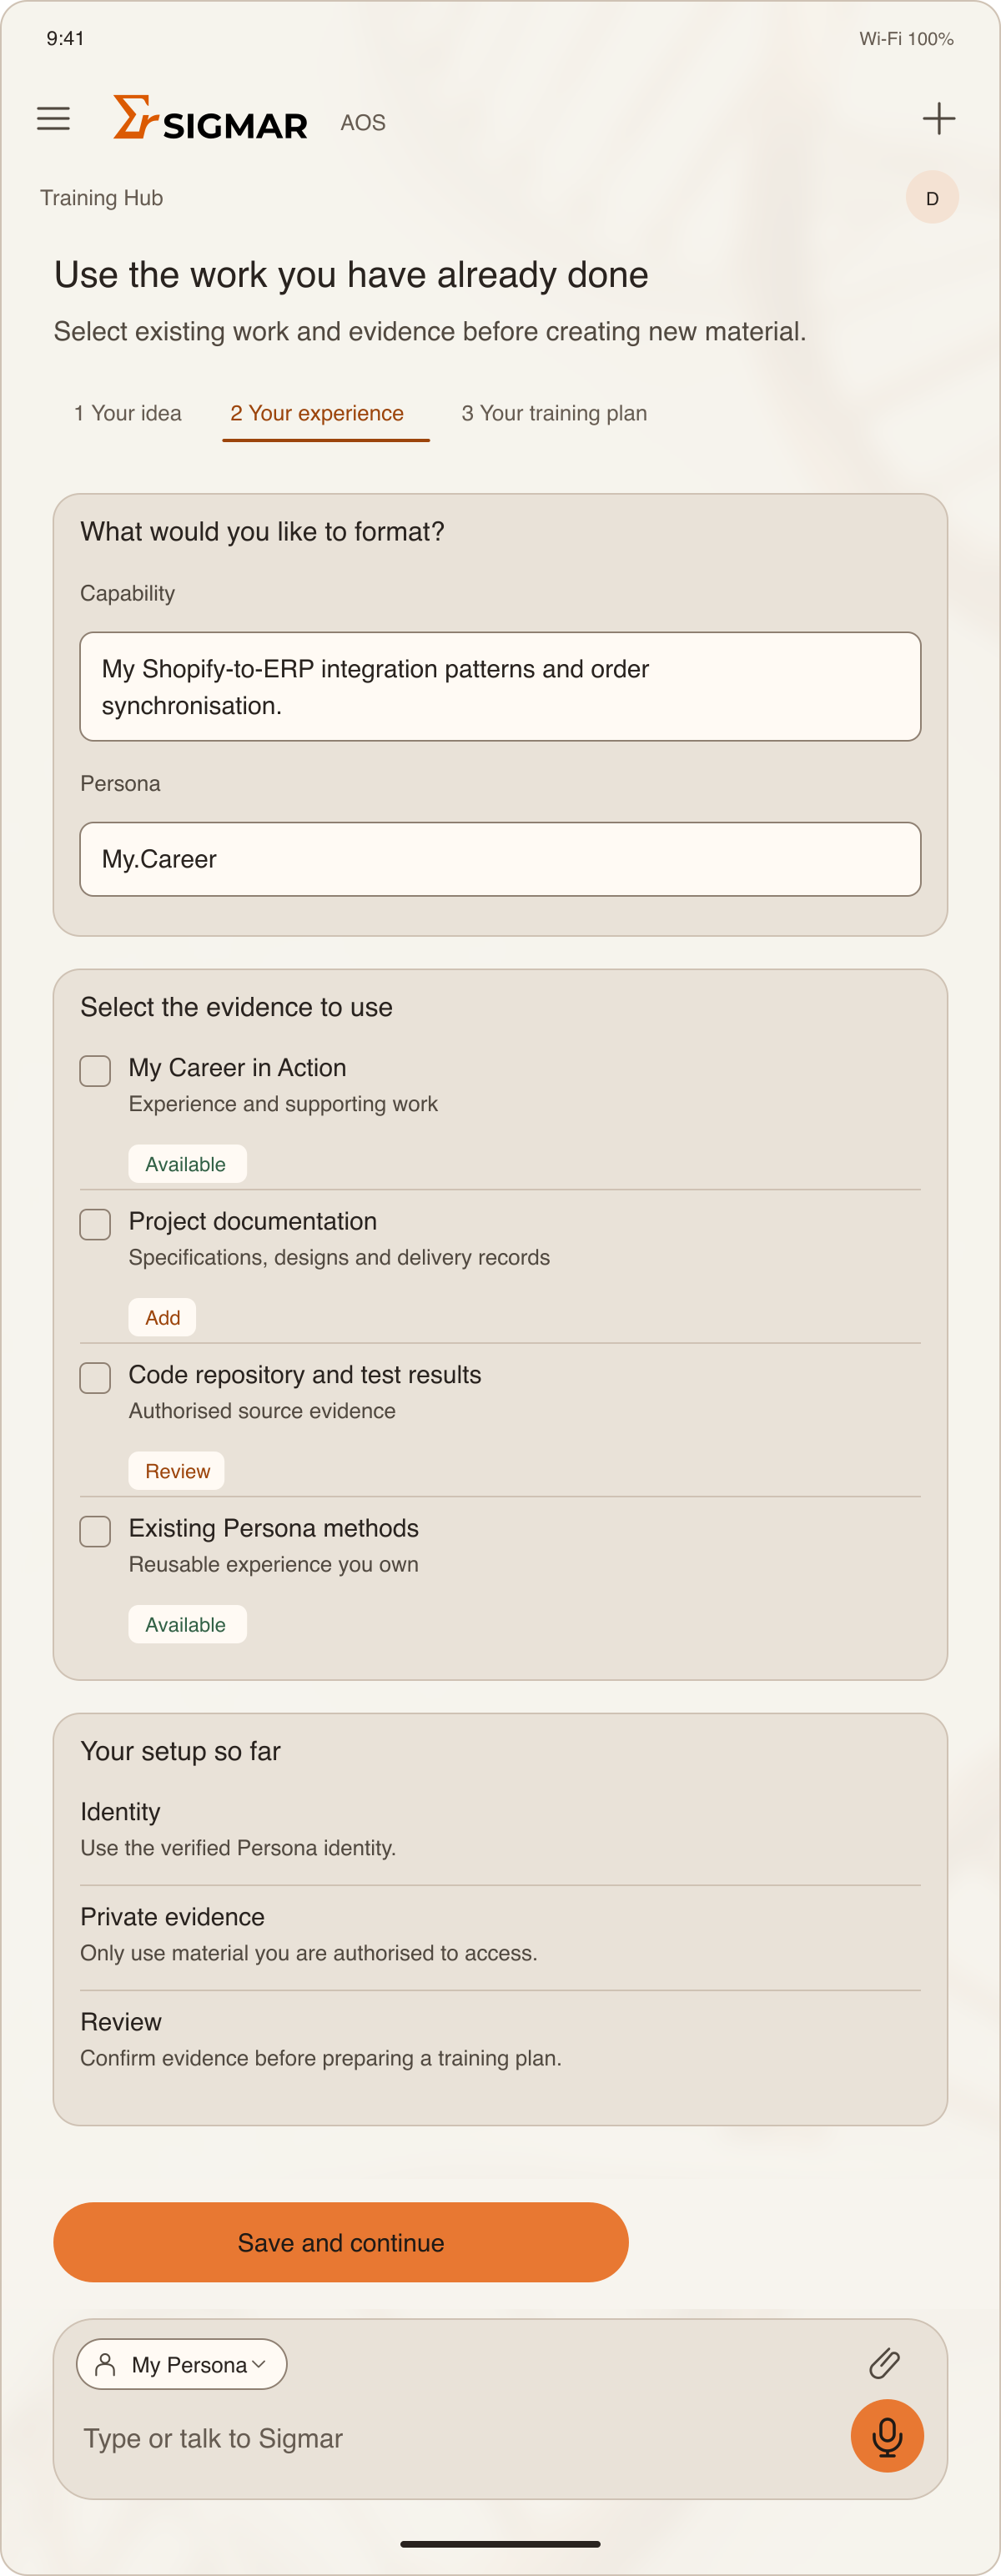 9:41
Wi-Fi 100%
Σr SIGMAR AOS
Training Hub
D
Use the work you have already done
Select existing work and evidence before creating new material.
1 Your idea
2 Your experience
3 Your training plan
What would you like to format?
Capability
My Shopify-to-ERP integration patterns and order
synchronisation.
Persona
My.Career
Select the evidence to use
My Career in Action
Experience and supporting work
Available
Project documentation
Specifications, designs and delivery records
Add
Code repository and test results
Authorised source evidence
Review
Existing Persona methods
Reusable experience you own
Available
Your setup so far
Identity
Use the verified Persona identity.
Private evidence
Only use material you are authorised to access.
Review
Confirm evidence before preparing a training plan.
Save and continue
My Persona
Type or talk to Sigmar